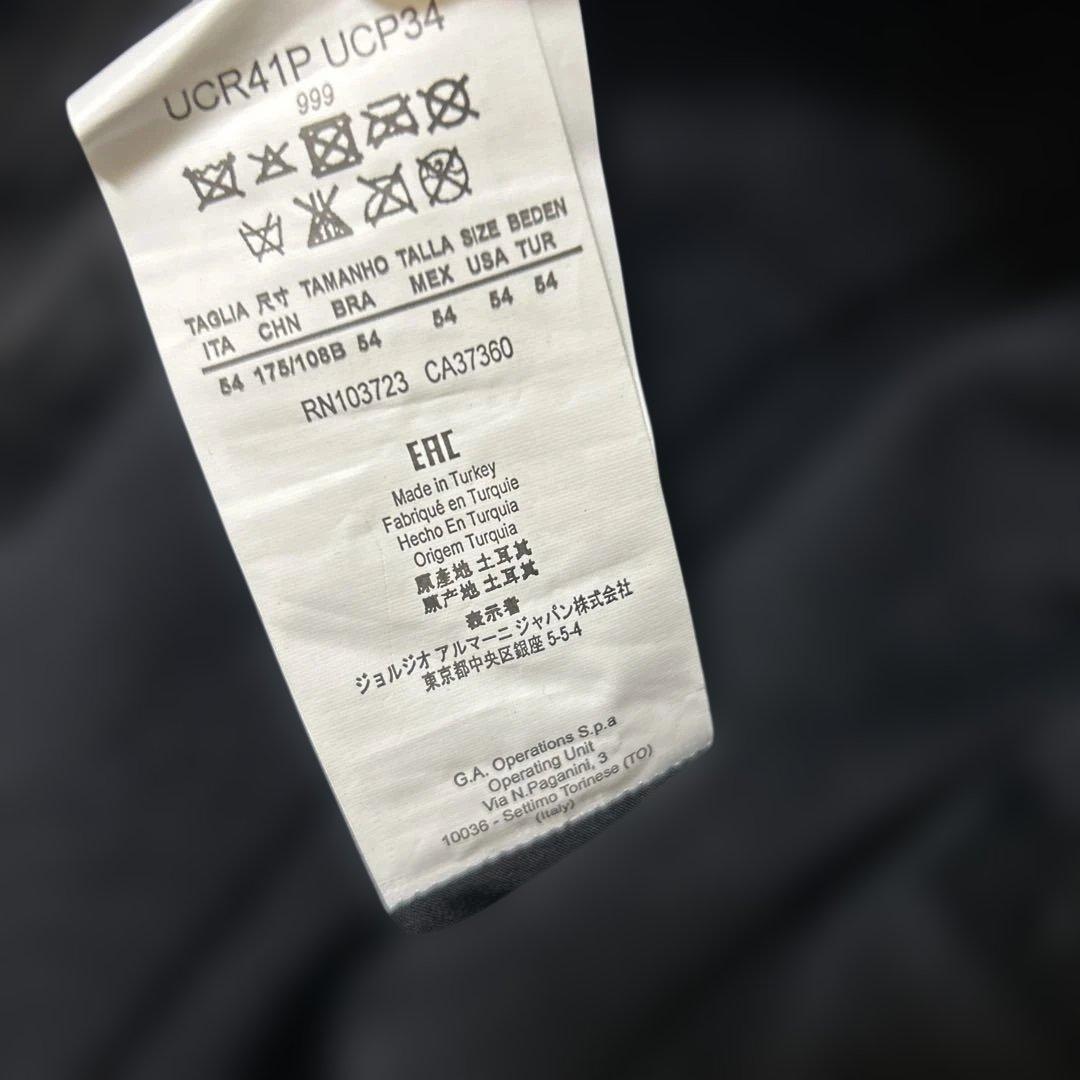 UCR41P UCP34
999
TAGLIA 尺寸 TAMANHO TALLA SIZE BEDEN
ITA CHN BRA MEX USA TUR
54 175/108B 54 54 54 54
RN103723 CA37360
EAC
Made in Turkey
Fabriqué en Turquie
Hecho En Turquia
Origem Turquia
原產地 土耳其
原产地 土耳其
表示者
ジョルジオ アルマーニ ジャパン株式会社
東京都中央区銀座 5-5-4
G.A. Operations S.p.a
Operating Unit
Via N.Paganini, 3
10036 - Settimo Torinese (TO)
(Italy)